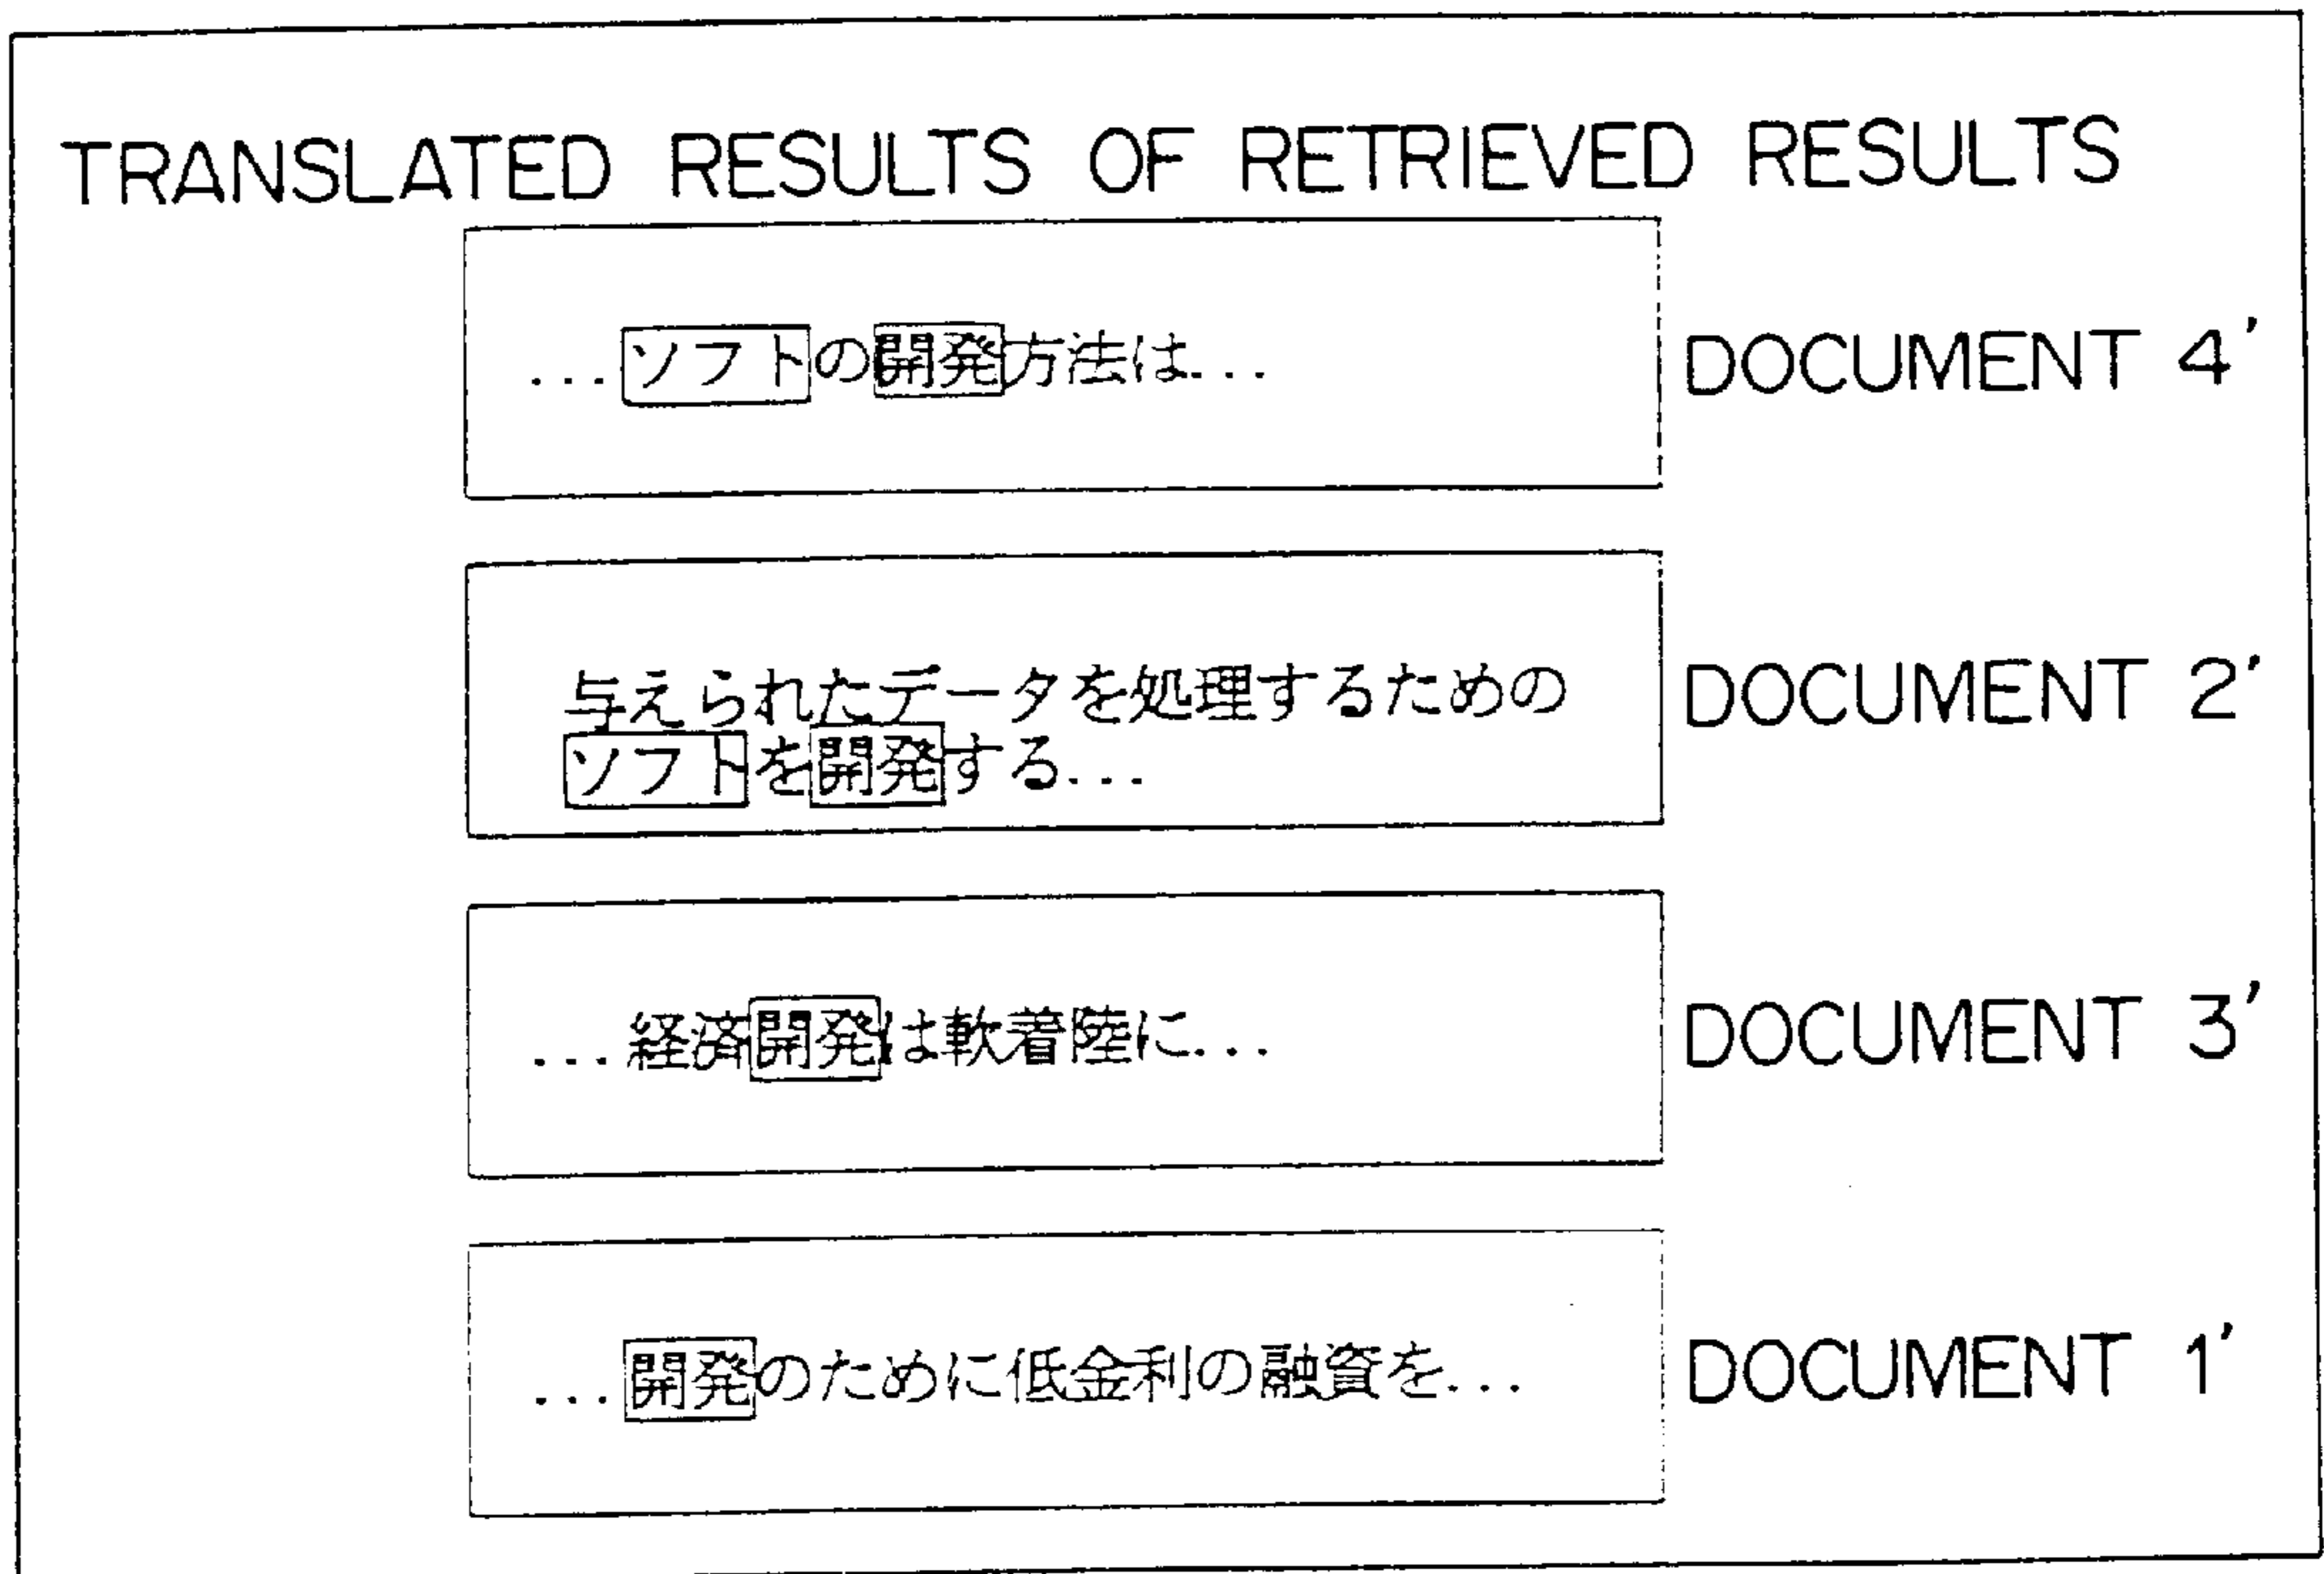 TRANSLATED RESULTS OF RETRIEVED RESULTS
...ソフトの開発方法は...
DOCUMENT 4'
与えられたデータを処理するための
ソフトを開発する...
DOCUMENT 2'
...経済開発は軟着陸に...
DOCUMENT 3'
...開発のために低金利の融資を...
DOCUMENT 1'